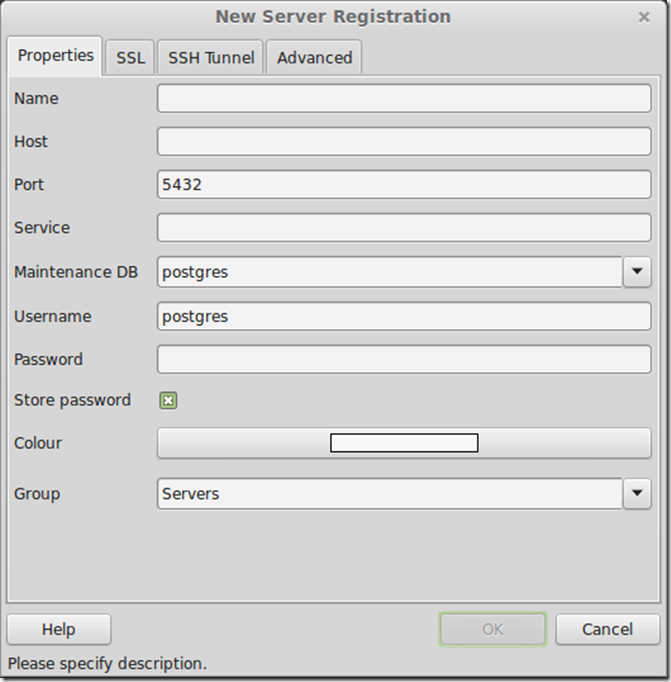 New Server Registration
Properties SSL SSH Tunnel Advanced
Name
Host
Port 5432
Service
Maintenance DB postgres
Username postgres
Password
Store password
Colour
Group Servers
Help OK Cancel
Please specify description.